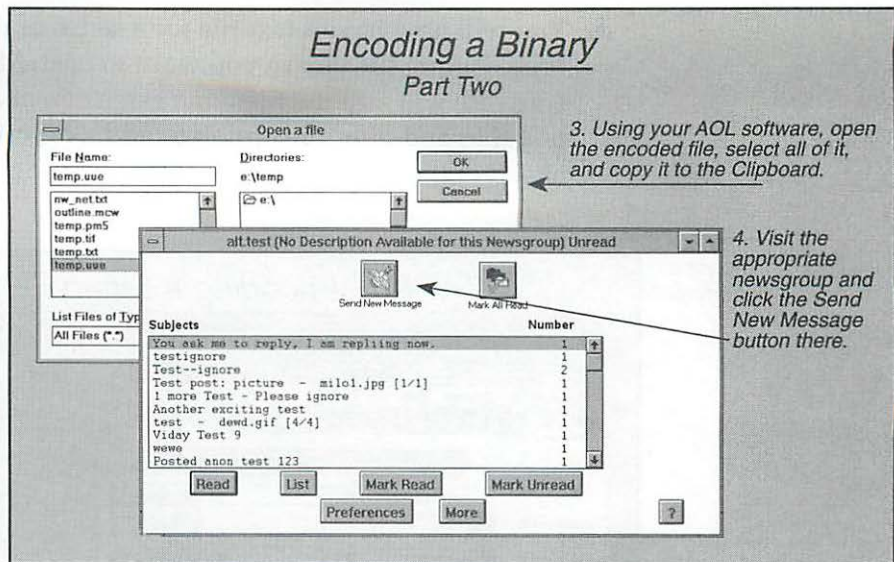 Encoding a Binary
Part Two
Open a file
File Name:
temp.uue
nw_net.txt
outline.mcw
temp.pm5
temp.tif
temp.txt
temp.uue
List Files of Typ
All Files (*.*)
Directories:
e:\temp
e:\
OK
Cancel
3. Using your AOL software, open
the encoded file, select all of it,
and copy it to the Clipboard.
alt.test (No Description Available for this Newsgroup) Unread
Send New Message
Mark All Read
4. Visit the
appropriate
newsgroup and
click the Send
New Message
button there.
Subjects Number
You ask me to reply, I am repliing now. 1
testignore 1
Test--ignore 2
Test post: picture - milo1.jpg [1/1] 1
1 more Test - Please ignore 1
Another exciting test 1
test - dewd.gif [4/4] 1
Viday Test 9 1
wewe 1
Posted anon test 123 1
Read List Mark Read Mark Unread
Preferences More ?